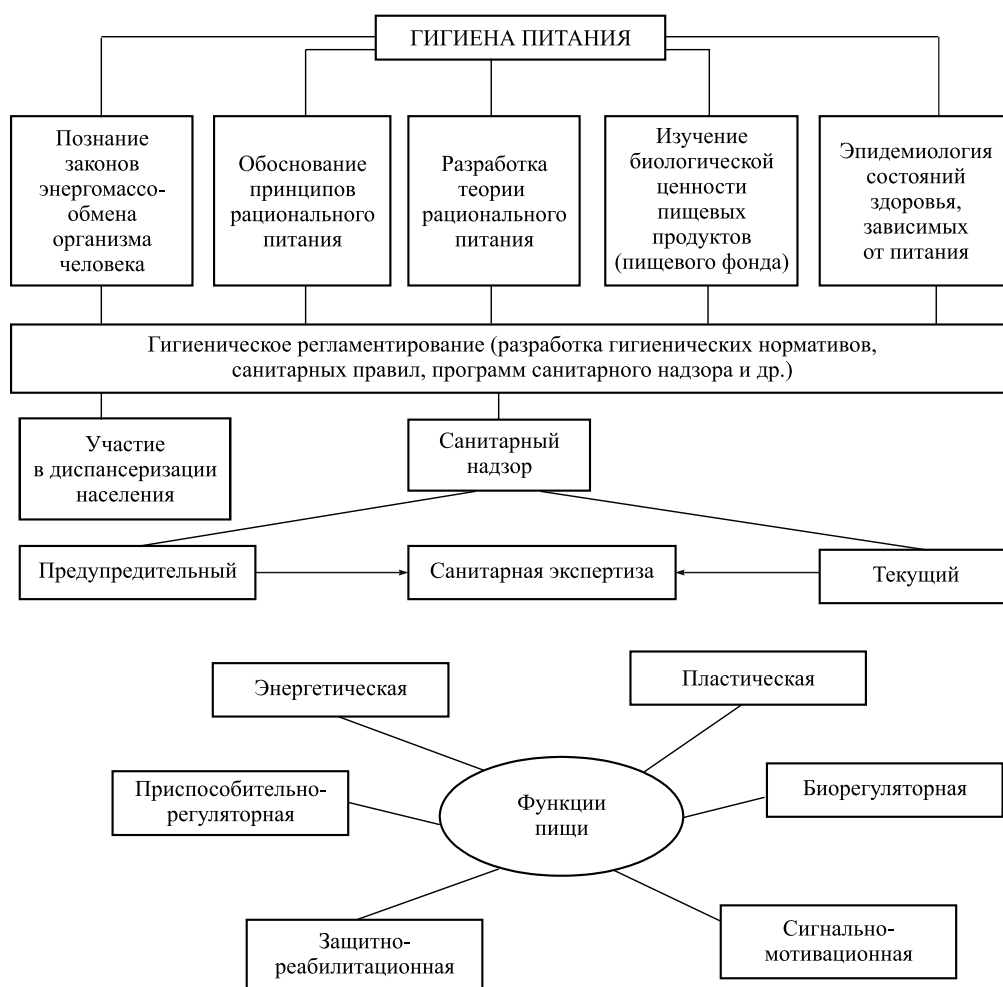 ГИГИЕНА ПИТАНИЯ
Познание
законов
энергомассо-
обмена
организма
человека
Обоснование
принципов
рационального
питания
Разработка
теории
рационального
питания
Изучение
биологической
ценности
пищевых
продуктов
(пищевого фонда)
Эпидемиология
состояний
здоровья,
зависимых
от питания
Гигиеническое регламентирование (разработка гигиенических нормативов,
санитарных правил, программ санитарного надзора и др.)
Участие
в диспансеризации
населения
Санитарный
надзор
Предупредительный
Санитарная экспертиза
Текущий
Энергетическая
Пластическая
Приспособительно-
регуляторная
Функции
пищи
Биорегуляторная
Защитно-
реабилитационная
Сигнально-
мотивационная